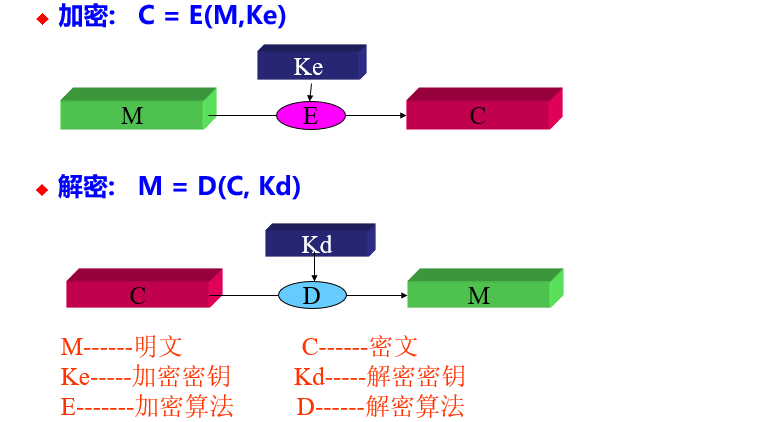 加密: C = E(M,Ke)
Ke
M E C
解密: M = D(C, Kd)
Kd
C D M
M------明文 C------密文
Ke-----加密密钥 Kd-----解密密钥
E-------加密算法 D------解密算法